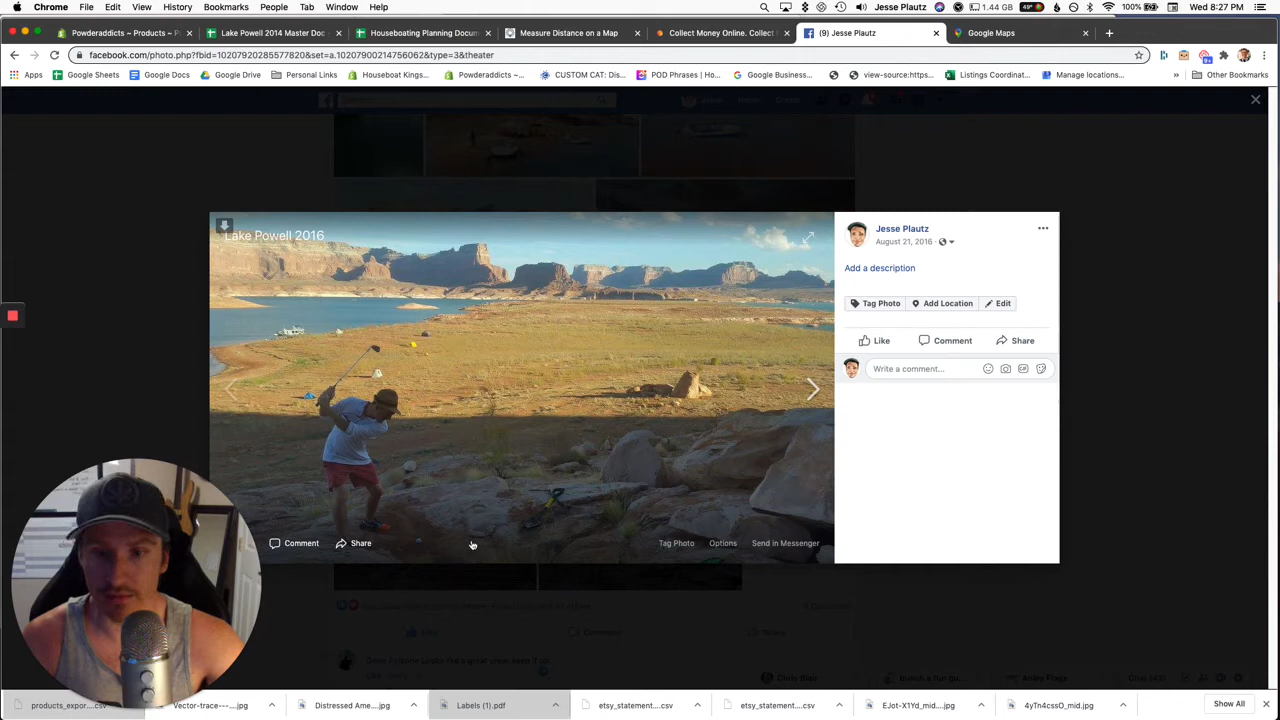 Chrome File Edit View History Bookmarks People Tab Window Help 1.44 GB 49° 100% Jesse Plautz Wed 8:27 PM
Powderaddicts ~ Products ~ P × Lake Powell 2014 Master Doc × Houseboating Planning Docum × Measure Distance on a Map × Collect Money Online. Collect × (9) Jesse Plautz × Google Maps × +
facebook.com/photo.php?fbid=10207920285577820&set=a.10207900214756062&type=3&theater
Apps Google Sheets Google Docs Google Drive Personal Links Houseboat Kings... Powderaddicts ~... CUSTOM CAT: Dis... POD Phrases | Ho... Google Business... view-source:https... Listings Coordinat... Manage locations... » Other Bookmarks
Lake Powell 2016
Jesse Plautz
August 21, 2016
Add a description
Tag Photo Add Location Edit
Like Comment Share
Write a comment...
Comment Share Tag Photo Options Send in Messenger
Chris Bias
products_expor....csv Vector-trace---....jpg Distressed Ame....jpg Labels (1).pdf etsy_statement....csv etsy_statement....csv EJot-X1Yd_mid....jpg 4yTn4cssO_mid.jpg Show All